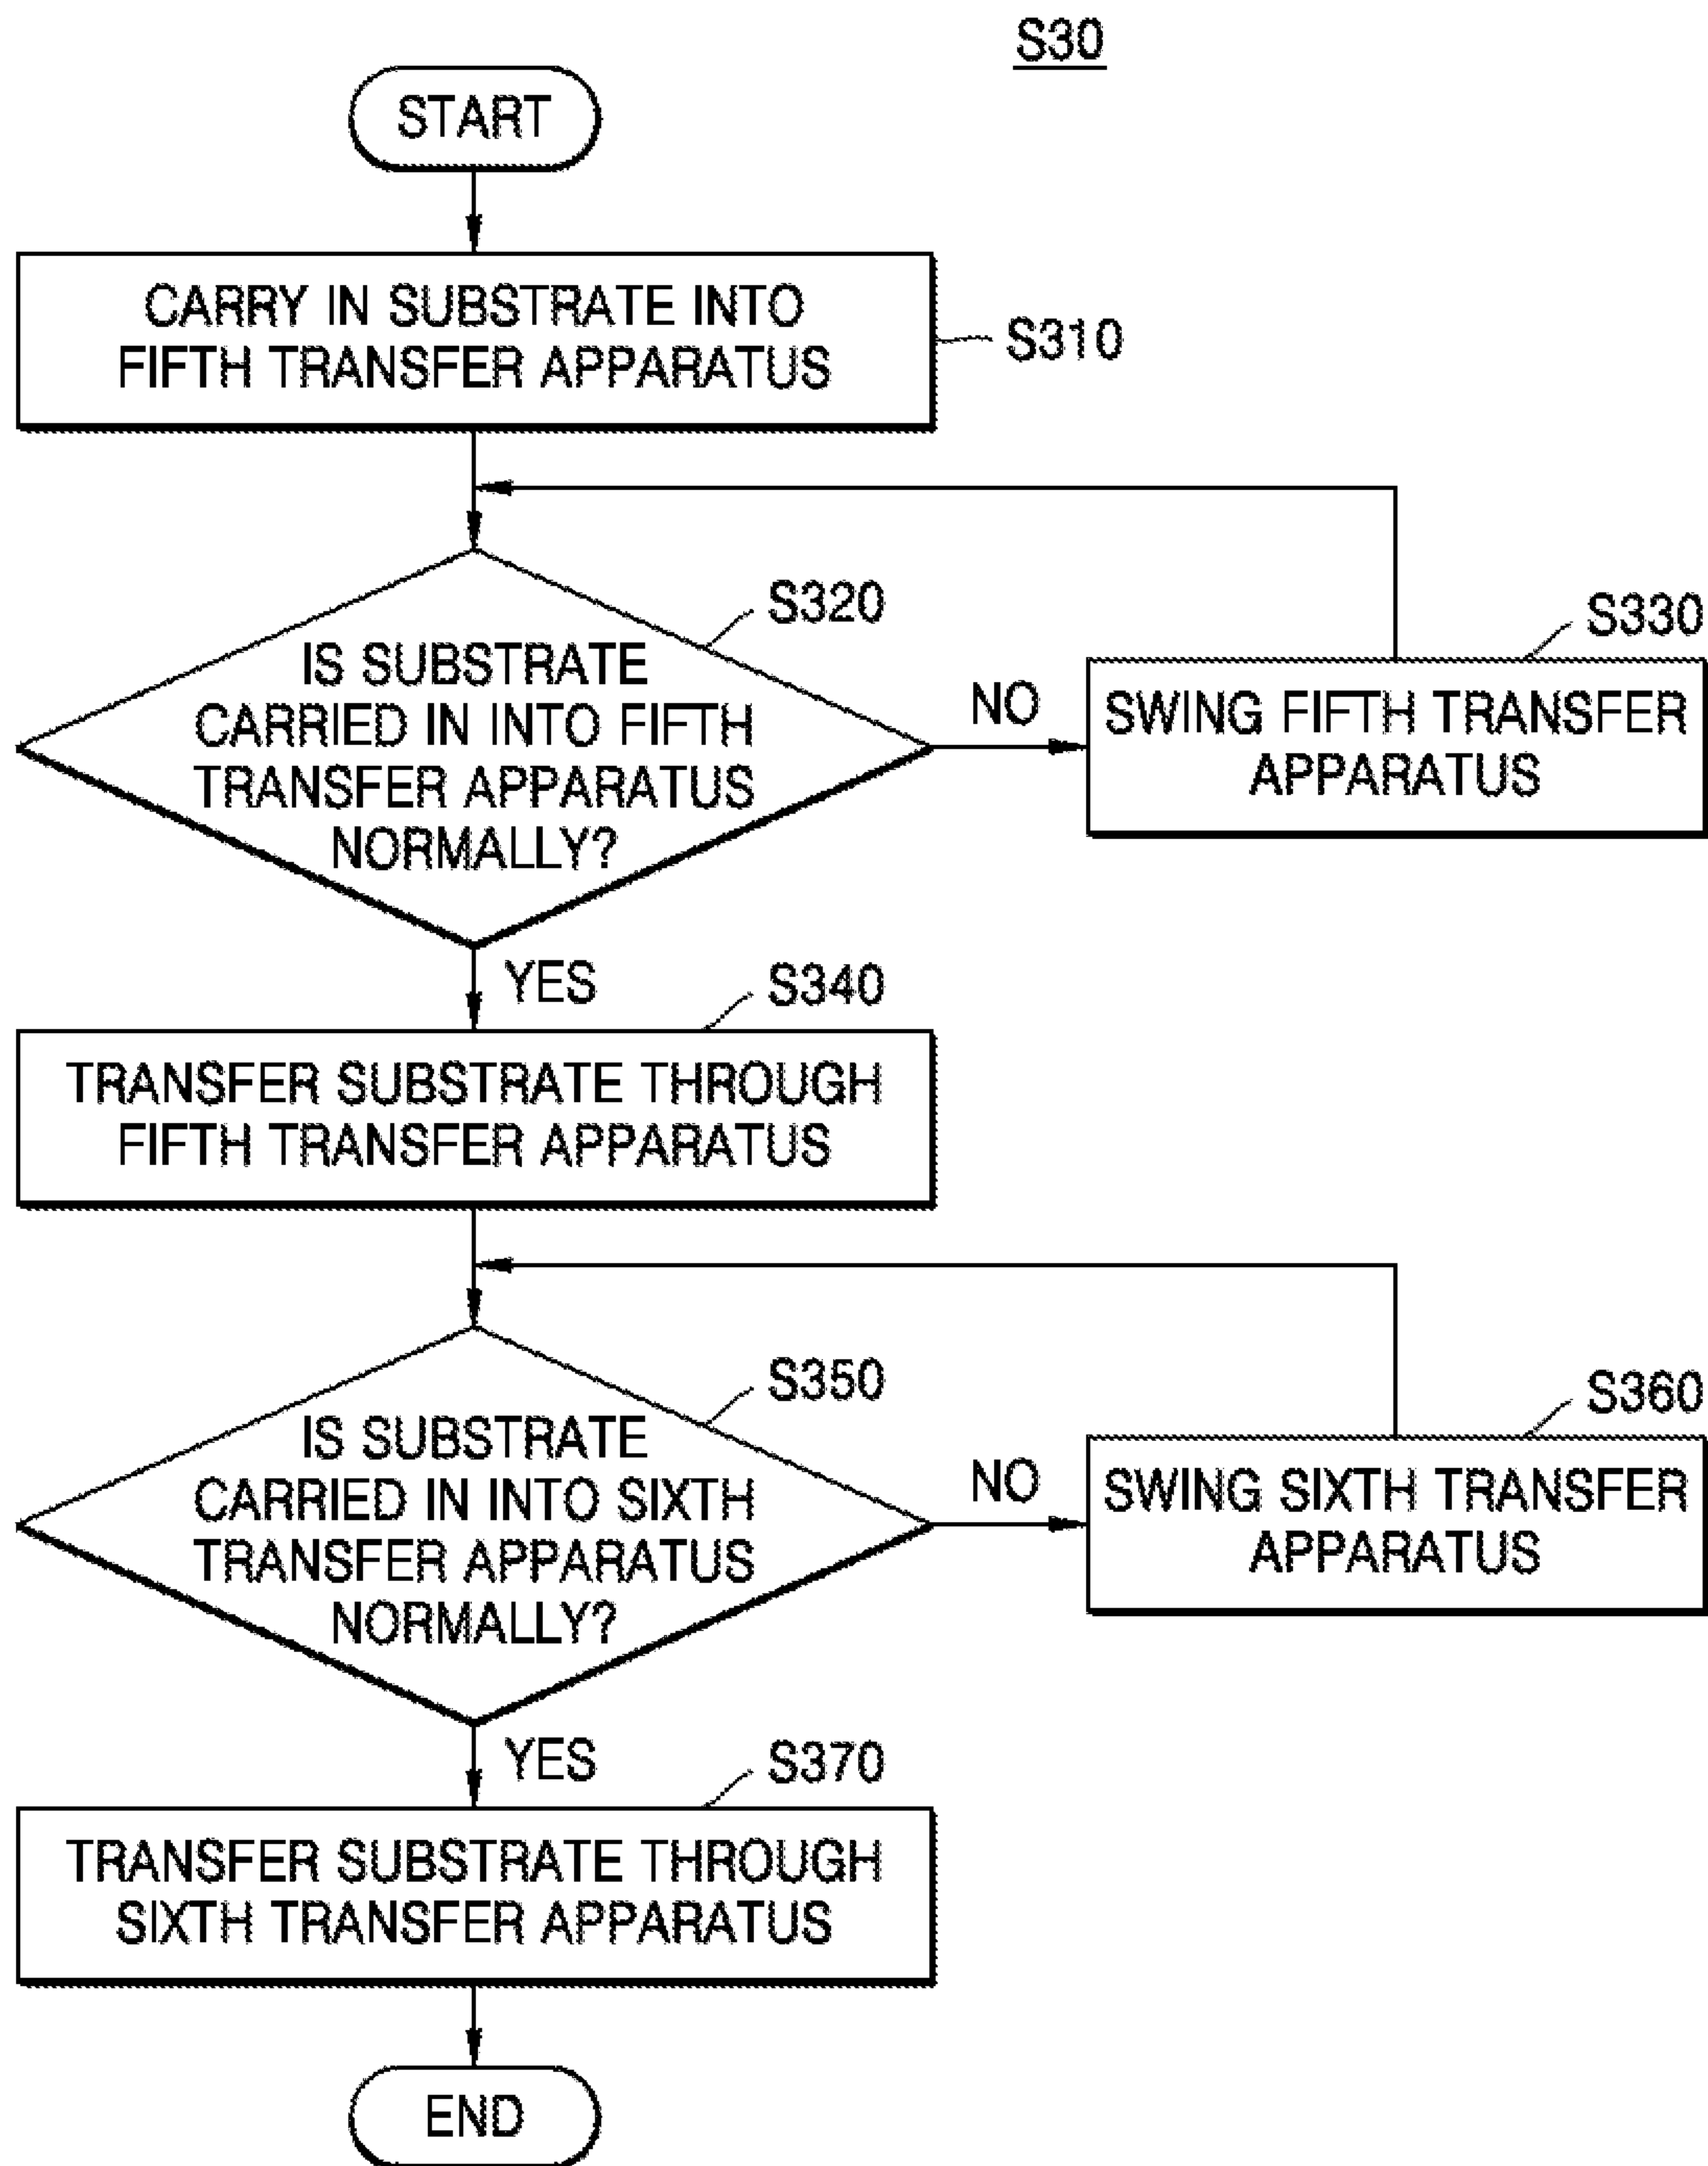 S30
START
CARRY IN SUBSTRATE INTO
FIFTH TRANSFER APPARATUS
S310
S320
IS SUBSTRATE
CARRIED IN INTO FIFTH
TRANSFER APPARATUS
NORMALLY?
NO
S330
SWING FIFTH TRANSFER
APPARATUS
YES
S340
TRANSFER SUBSTRATE THROUGH
FIFTH TRANSFER APPARATUS
S350
IS SUBSTRATE
CARRIED IN INTO SIXTH
TRANSFER APPARATUS
NORMALLY?
NO
S360
SWING SIXTH TRANSFER
APPARATUS
YES
S370
TRANSFER SUBSTRATE THROUGH
SIXTH TRANSFER APPARATUS
END